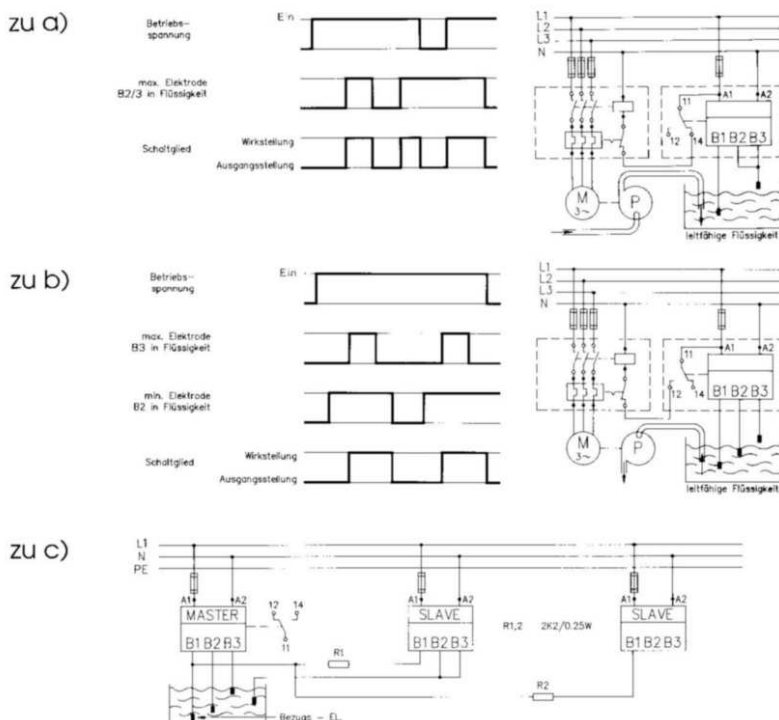 zu a)
Betriebs-
spannung
Ein
max. Elektrode
B2/3 in Flüssigkeit
Schaltglied
Wirkstellung
Ausgangsstellung
L1
L2
L3
N
11
12
14
A1
A2
B1 B2 B3
M
3~
P
leitfähige Flüssigkeit
zu b)
Betriebs-
spannung
Ein
max. Elektrode
B3 in Flüssigkeit
min. Elektrode
B2 in Flüssigkeit
Schaltglied
Wirkstellung
Ausgangsstellung
L1
L2
L3
N
11
12
14
A1
A2
B1 B2 B3
M
3~
P
leitfähige Flüssigkeit
zu c)
L1
N
PE
A1
A2
MASTER
B1 B2 B3
12
14
11
A1
A2
SLAVE
B1 B2 B3
R1,2 2K2/0.25W
A1
A2
SLAVE
B1 B2 B3
R1
R2
Bezugs - EL.